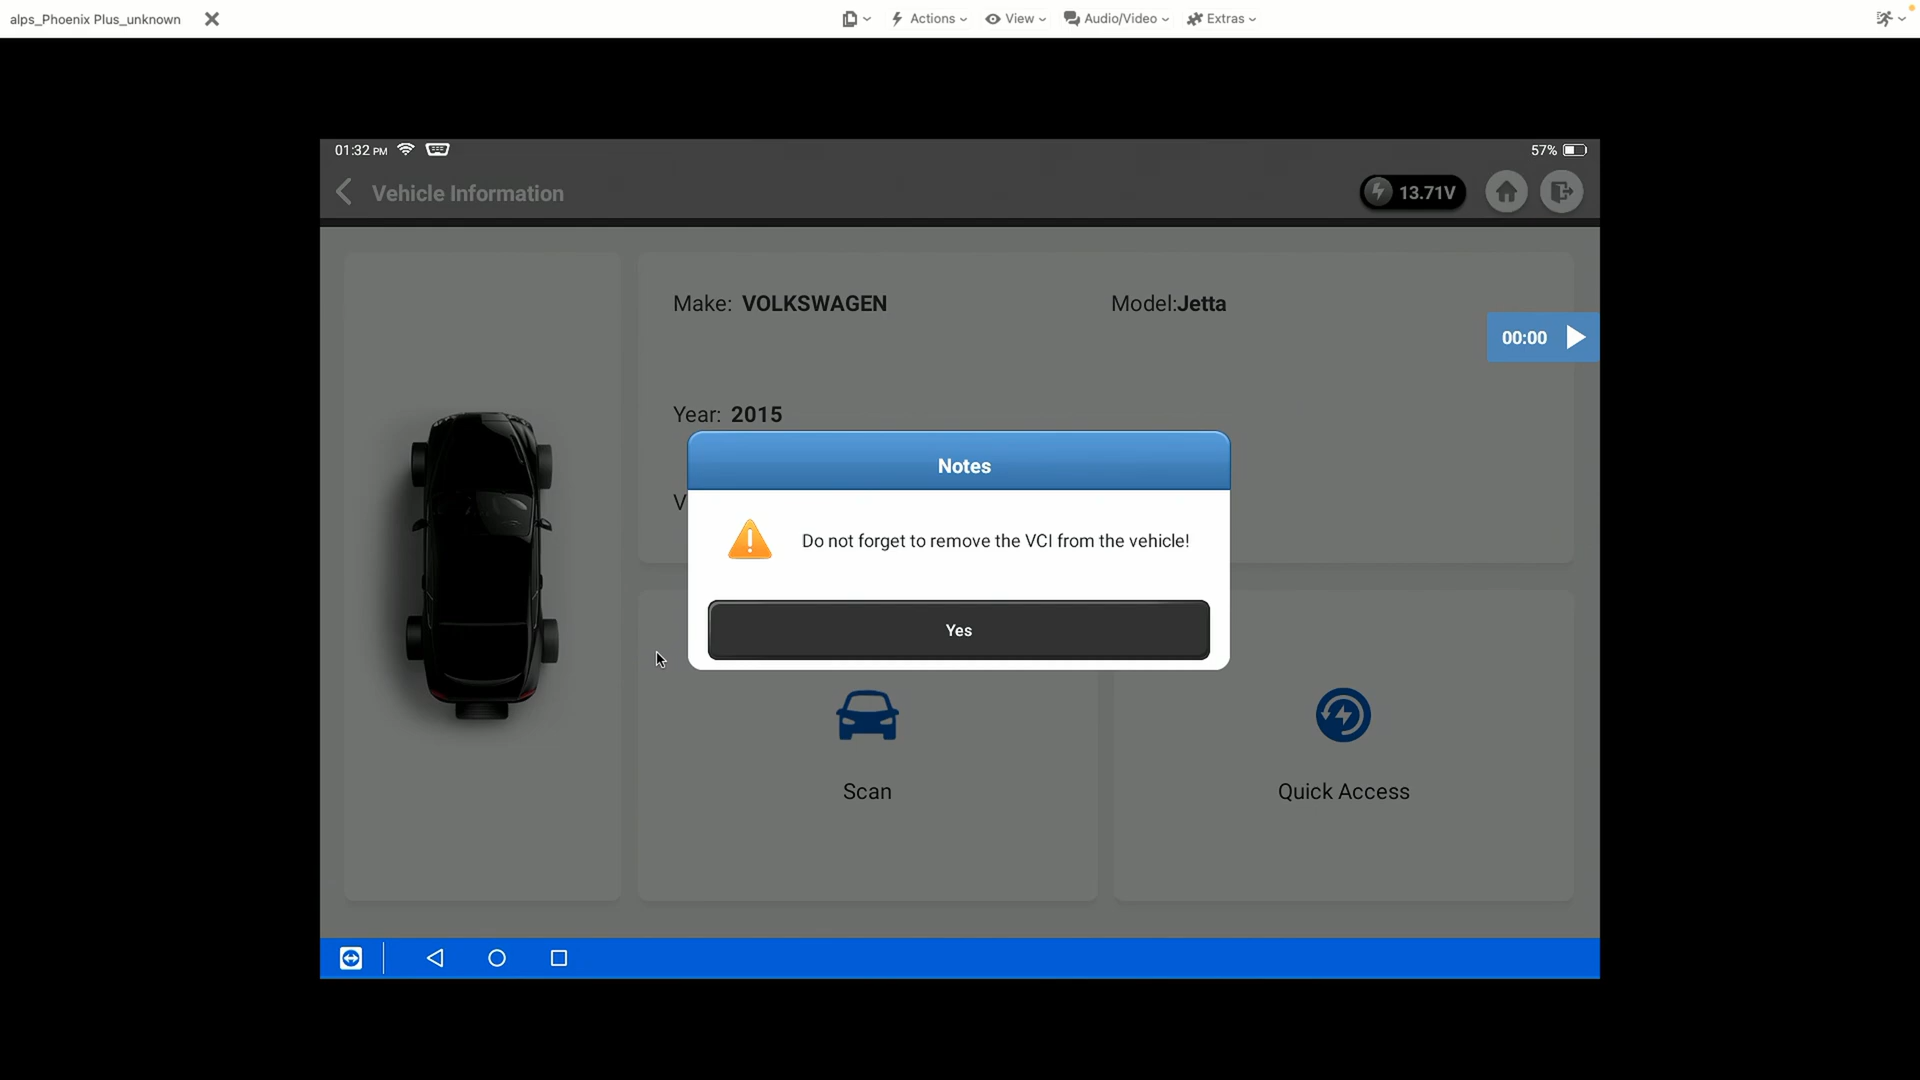 alps_Phoenix Plus_unknown
Actions
View
Audio/Video
Extras
01:32 PM
57%
Vehicle Information
13.71V
Make: VOLKSWAGEN
Model:Jetta
00:00
Year: 2015
V
Notes
Do not forget to remove the VCI from the vehicle!
Yes
Scan
Quick Access